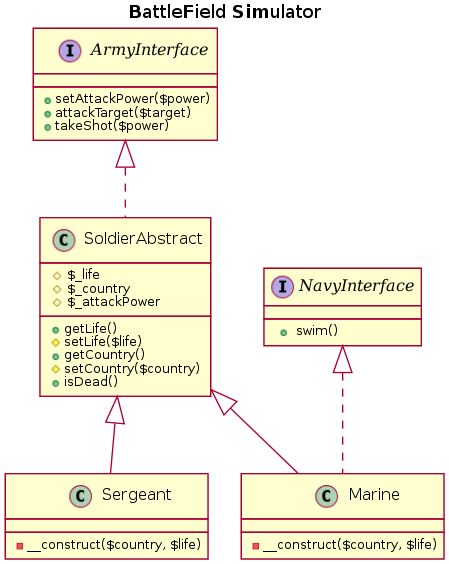 BattleField Simulator
I ArmyInterface
setAttackPower($power)
attackTarget($target)
takeShot($power)
C SoldierAbstract
$_life
$_country
$_attackPower
getLife()
setLife($life)
getCountry()
setCountry($country)
isDead()
I NavyInterface
swim()
C Sergeant
__construct($country, $life)
C Marine
__construct($country, $life)